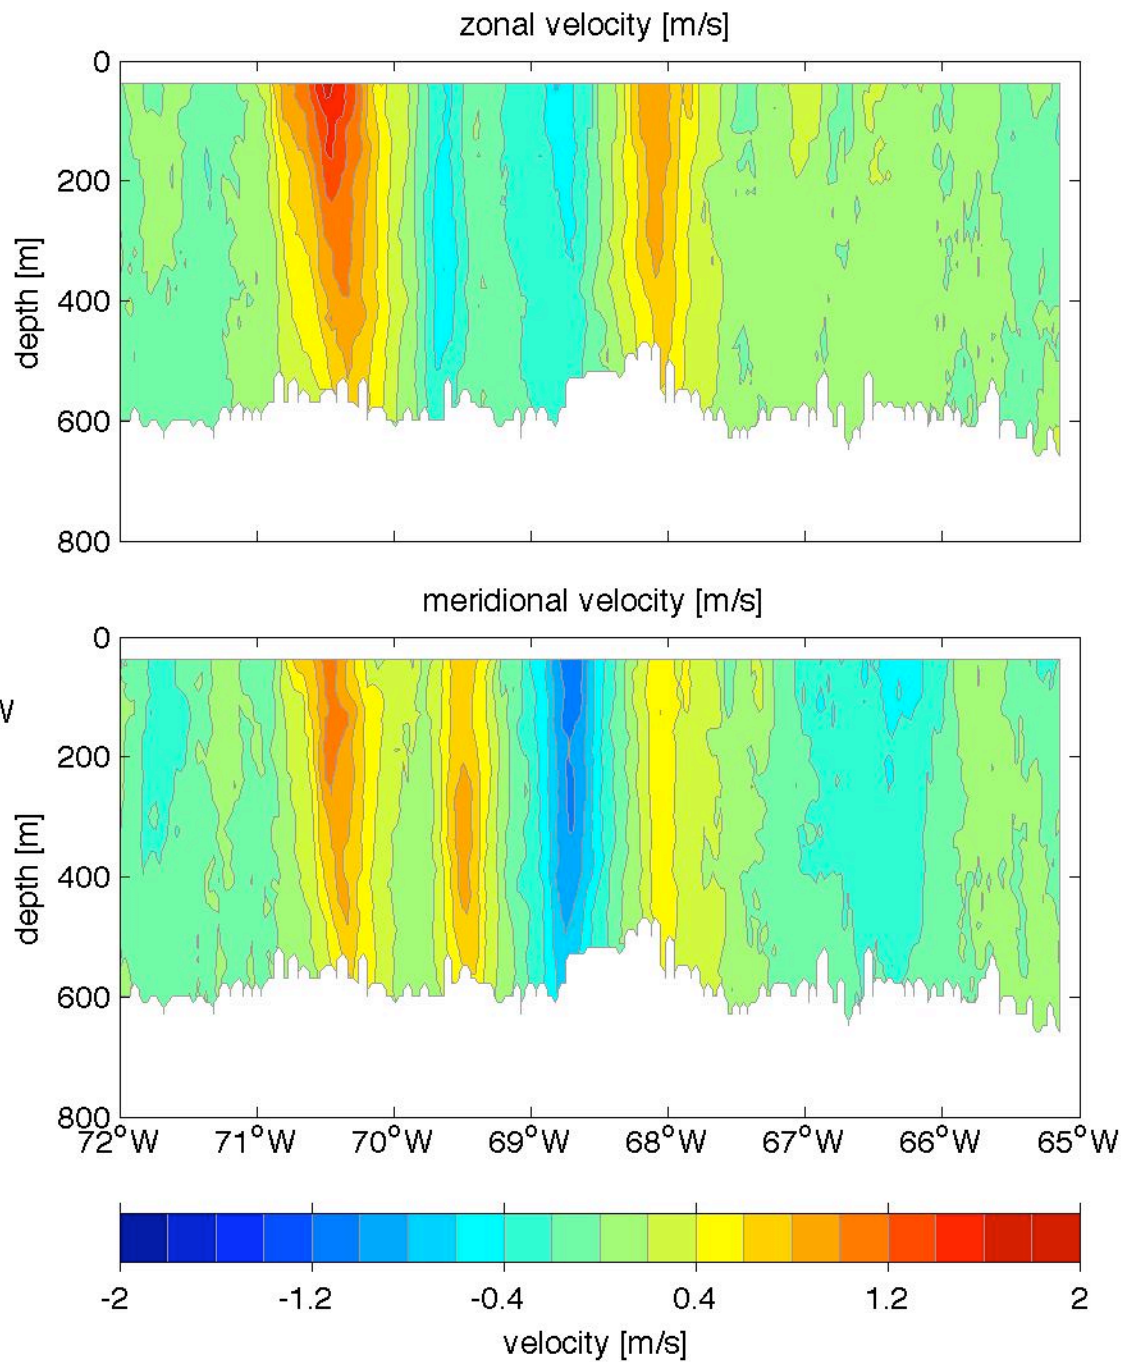 zonal velocity [m/s]
0
200
400
600
800
depth [m]
meridional velocity [m/s]
0
200
400
600
800
depth [m]
W
72°W 71°W 70°W 69°W 68°W 67°W 66°W 65°W
-2 -1.2 -0.4 0.4 1.2 2
velocity [m/s]